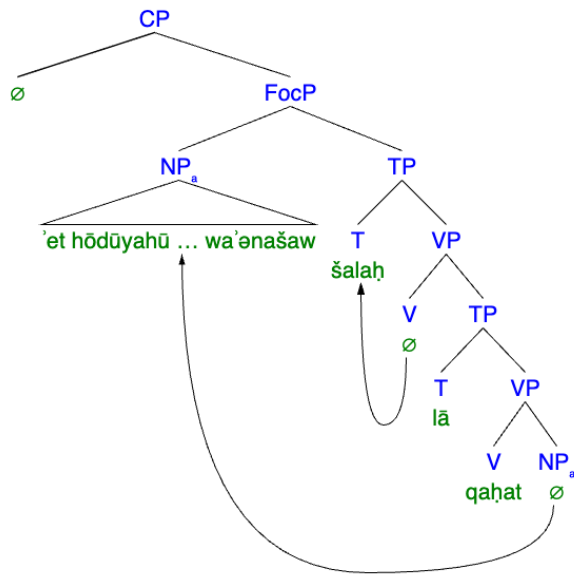 CP
∅
FocP
NPₐ TP
ʾet hōdūyahū … waʾənašaw T VP
šalaḥ
V TP
∅
T VP
lā
V NPₐ
qaḥat ∅